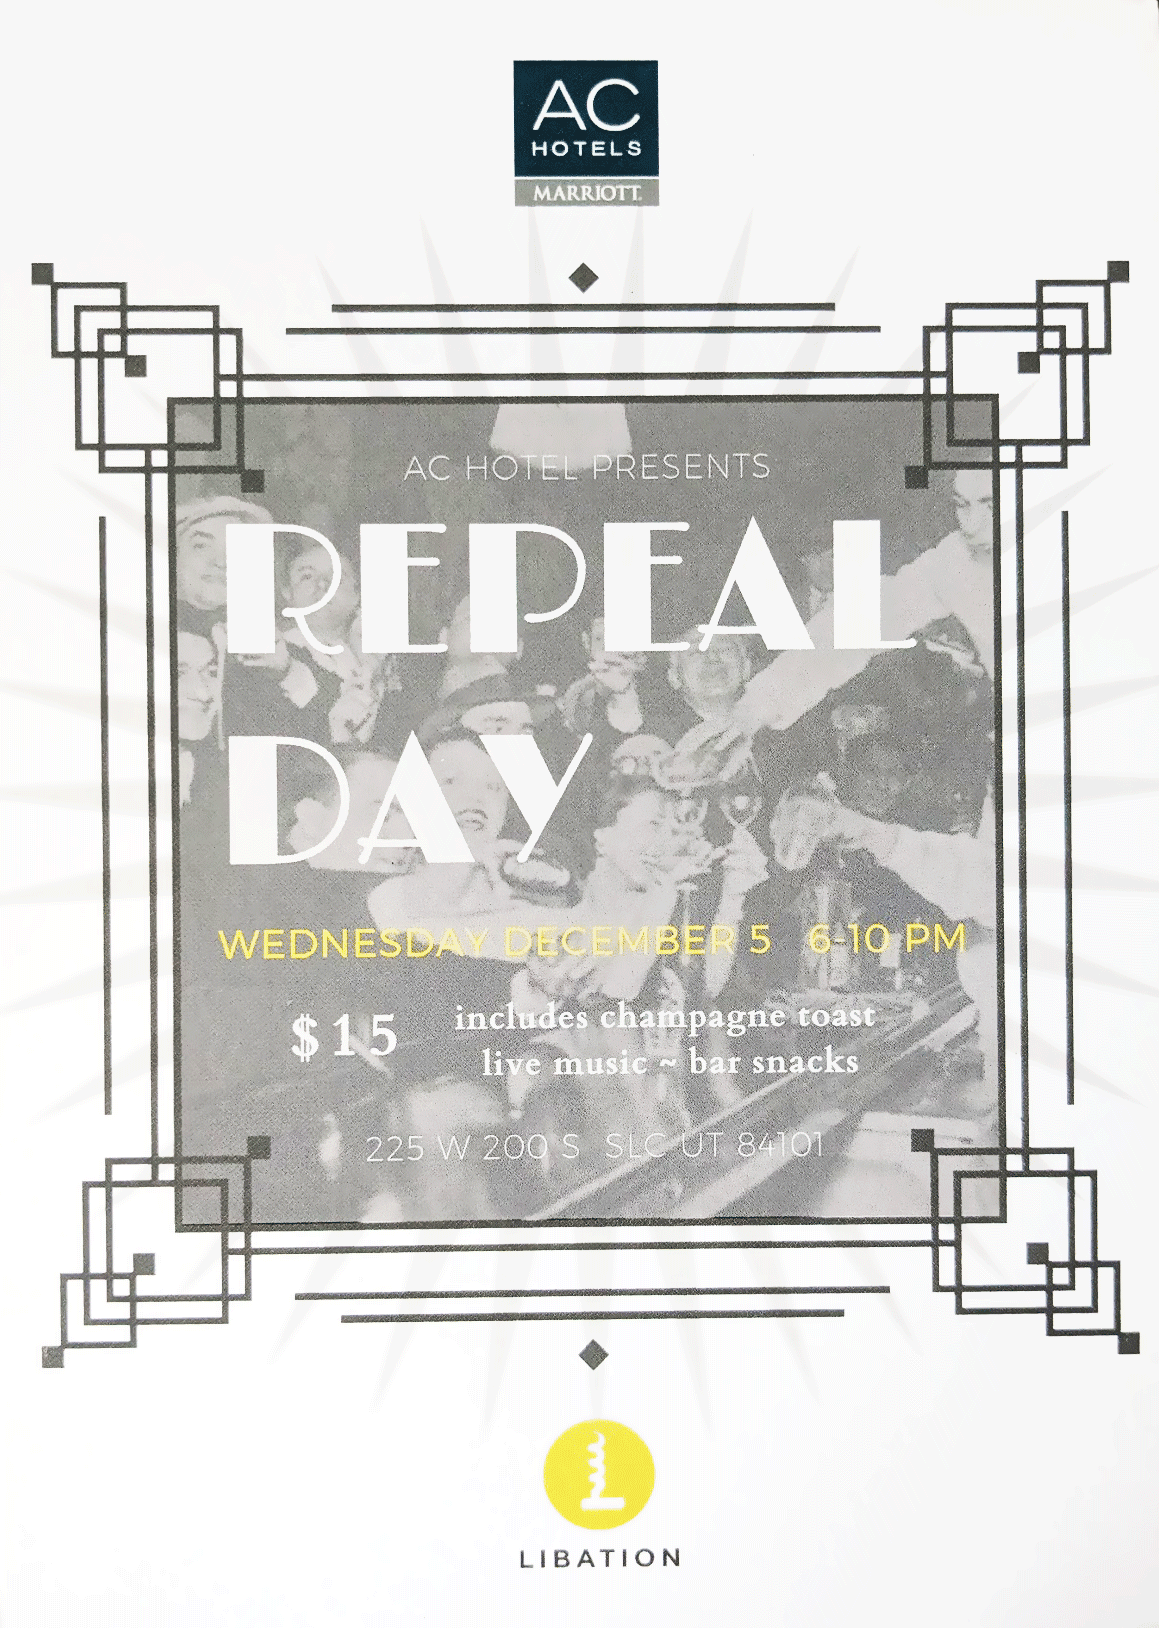 AC
HOTELS
MARRIOTT
AC HOTEL PRESENTS
REPEAL
DAY
WEDNESDAY DECEMBER 5 6-10 PM
$15
includes champagne toast
live music ~ bar snacks
225 W 200 S SLC UT 84101
LIBATION